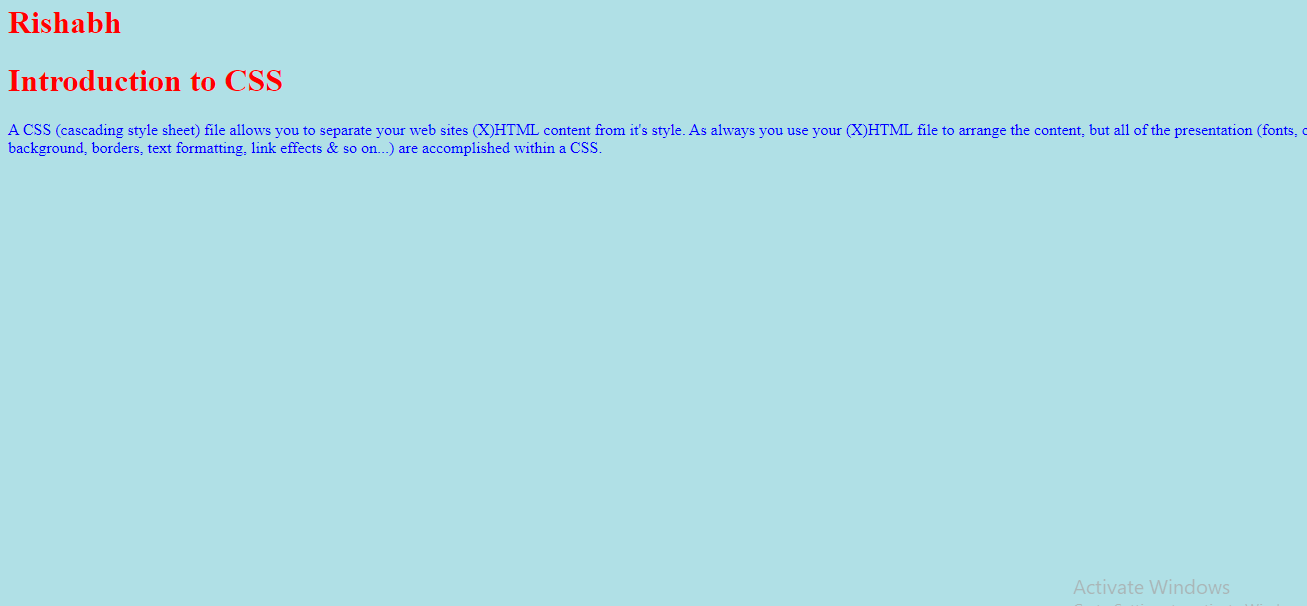 Rishabh
Introduction to CSS
A CSS (cascading style sheet) file allows you to separate your web sites (X)HTML content from it's style. As always you use your (X)HTML file to arrange the content, but all of the presentation (fonts,
background, borders, text formatting, link effects & so on...) are accomplished within a CSS.
Activate Windows